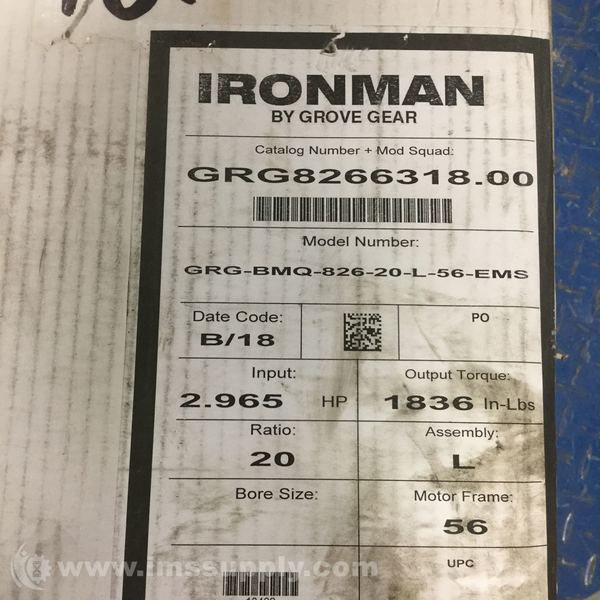 IRONMAN
BY GROVE GEAR
Catalog Number + Mod Squad:
GRG8266318.00
Model Number:
GRG-BMQ-826-20-L-56-EMS
Date Code:
B/18
PO
Input:
2.965 HP
Output Torque:
1836 In-Lbs
Ratio:
20
Assembly:
L
Bore Size:
Motor Frame:
56
UPC
www.imssupply.com